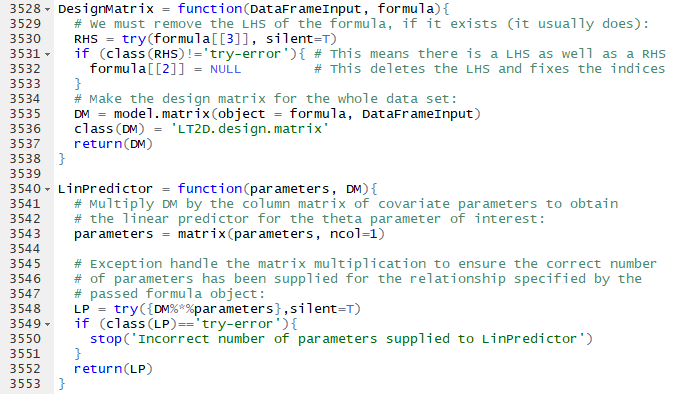 3528 DesignMatrix = function(DataFrameInput, formula){
3529   # We must remove the LHS of the formula, if it exists (it usually does):
3530   RHS = try(formula[[3]], silent=T)
3531   if (class(RHS)!='try-error'){ # This means there is a LHS as well as a RHS
3532     formula[[2]] = NULL         # This deletes the LHS and fixes the indices
3533   }
3534   # Make the design matrix for the whole data set:
3535   DM = model.matrix(object = formula, DataFrameInput)
3536   class(DM) = 'LT2D.design.matrix'
3537   return(DM)
3538 }
3539
3540 LinPredictor = function(parameters, DM){
3541   # Multiply DM by the column matrix of covariate parameters to obtain
3542   # the linear predictor for the theta parameter of interest:
3543   parameters = matrix(parameters, ncol=1)
3544
3545   # Exception handle the matrix multiplication to ensure the correct number
3546   # of parameters has been supplied for the relationship specified by the
3547   # passed formula object:
3548   LP = try({DM%*%parameters},silent=T)
3549   if (class(LP)=='try-error'){
3550     stop('Incorrect number of parameters supplied to LinPredictor')
3551   }
3552   return(LP)
3553 }